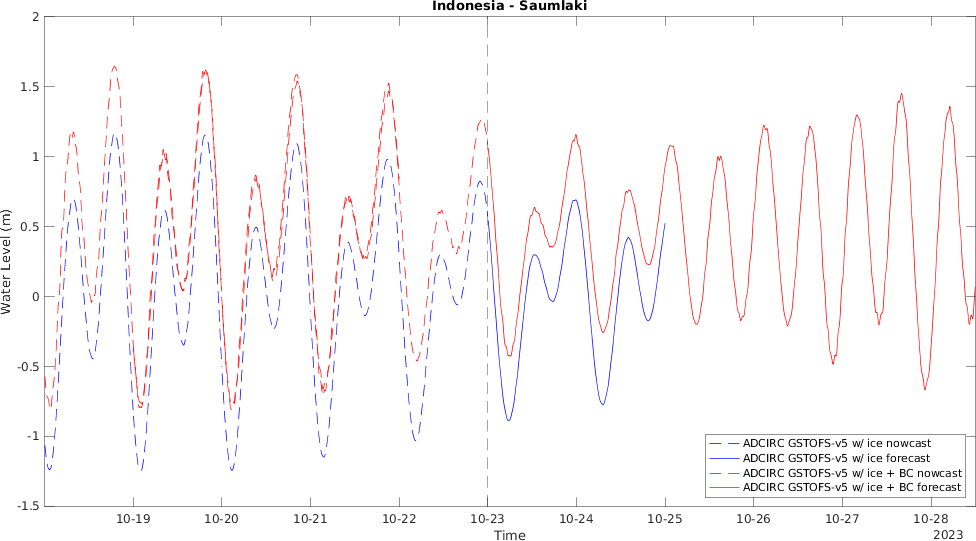 Indonesia - Saumlaki
2
1.5
1
0.5
0
-0.5
-1
-1.5
Water Level (m)
ADCIRC GSTOFS-v5 w/ ice nowcast
ADCIRC GSTOFS-v5 w/ ice forecast
ADCIRC GSTOFS-v5 w/ ice + BC nowcast
ADCIRC GSTOFS-v5 w/ ice + BC forecast
10-19 10-20 10-21 10-22 10-23 10-24 10-25 10-26 10-27 10-28
Time
2023